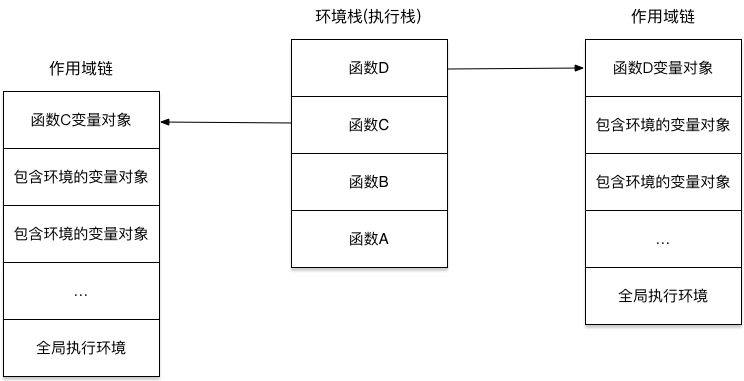 作用域链
函数C变量对象
包含环境的变量对象
包含环境的变量对象
...
全局执行环境
环境栈(执行栈)
函数D
函数C
函数B
函数A
作用域链
函数D变量对象
包含环境的变量对象
包含环境的变量对象
...
全局执行环境